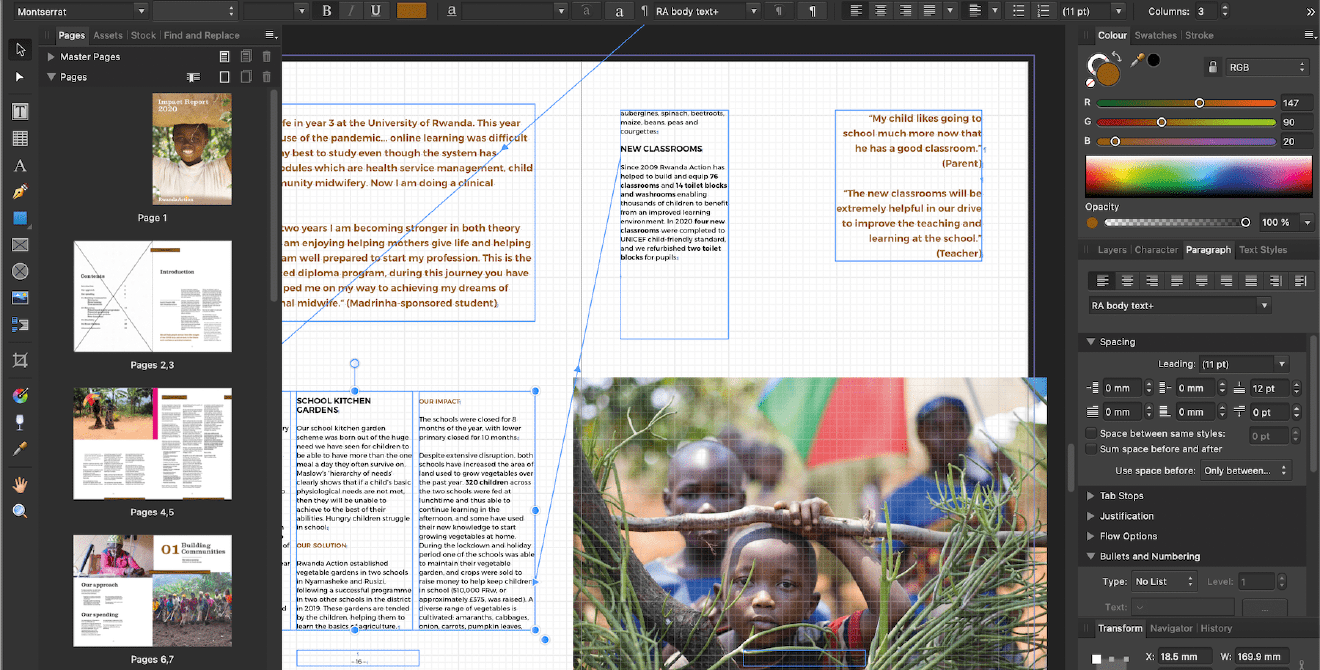 Montserrat
B I U
a
a
a
¶ RA body text+
(11 pt)
Columns: 3
Pages Assets Stock Find and Replace
Master Pages
Pages
Impact Report
2020
RwandaAction
Page 1
Contents
Introduction
Pages 2,3
Pages 4,5
01 Building
Communities
Our approach
Our spending
Pages 6,7
fe in year 3 at the University of Rwanda. This year
use of the pandemic... online learning was difficult
y best to study even though the system has
odules which are health service management, child
munity midwifery. Now I am doing a clinical
two years I am becoming stronger in both theory
am enjoying helping mothers give life and helping
am well prepared to start my profession. This is the
ed diploma program, during this journey you have
ped me on my way to achieving my dreams of
nal midwife.” (Madrinha-sponsored student)
SCHOOL KITCHEN
GARDENS
Our school kitchen garden
scheme was born out of the huge
need we have seen for children to
be able to have more than the one
meal a day they often survive on.
Maslow's ‘hierarchy of needs’
clearly shows that if a child's basic
physiological needs are not met,
then they will be unable to
achieve to the best of their
abilities. Hungry children struggle
in school:
OUR SOLUTION:
Rwanda Action established
vegetable gardens in two schools
in Nyamasheke and Rusizi,
following a successful programme
in two other schools in the district
in 2019. These gardens are tended
by the children, helping them to
learn the basics of agriculture.
OUR IMPACT:
The schools were closed for 8
months of the year, with lower
primary closed for 10 months:
Despite extensive disruption, both
schools have increased the area of
land used to grow vegetables over
the past year. 320 children across
the two schools were fed at
lunchtime and thus able to
continue learning in the
afternoon, and some have used
their new knowledge to start
growing vegetables at home.
During the lockdown and holiday
period one of the schools was able
to maintain their vegetable
garden, and crops were sold to
raise money to help keep children
in school (510,000 FRw, or
approximately £375, was raised). A
diverse range of vegetables is
cultivated: amaranths, cabbages,
onion, carrots, pumpkin leaves,
- 16 -
aubergines, spinach, beetroots,
maize, beans, peas and
courgettes:
NEW CLASSROOMS
Since 2009 Rwanda Action has
helped to build and equip 76
classrooms and 14 toilet blocks
and washrooms enabling
thousands of children to benefit
from an improved learning
environment. In 2020 four new
classrooms were completed to
UNICEF child-friendly standard,
and we refurbished two toilet
blocks for pupils:
“My child likes going to
school much more now that
he has a good classroom.”
(Parent)
“The new classrooms will be
extremely helpful in our drive
to improve the teaching and
learning at the school.”
(Teacher)
Colour Swatches Stroke
RGB
R 147
G 90
B 20
Opacity
100 %
Layers Character Paragraph Text Styles
RA body text+
Spacing
Leading: (11 pt)
0 mm 0 mm 12 pt
0 mm 0 mm 0 pt
Space between same styles: 0 pt
Sum space before and after
Use space before: Only between...
Tab Stops
Justification
Flow Options
Bullets and Numbering
Type: No List Level: 1
Text:
Transform Navigator History
X: 18.5 mm W: 169.9 mm